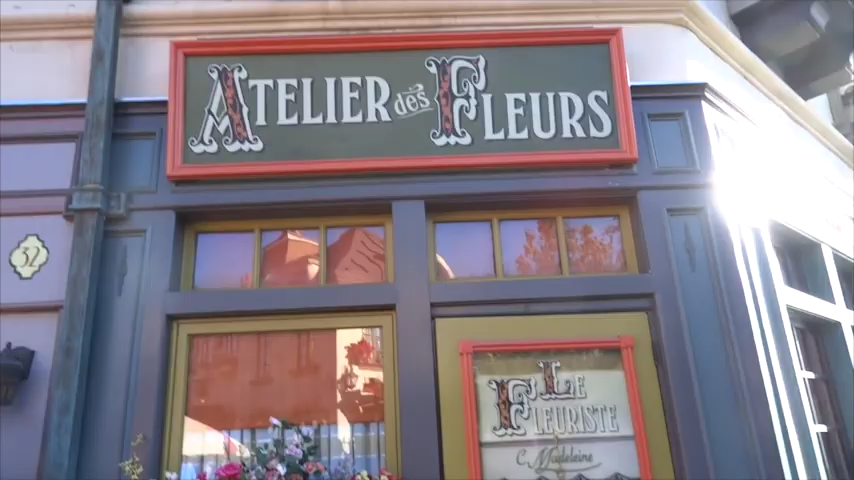 ATELIER des FLEURS
32
LE
FLEURISTE
C. Madeleine